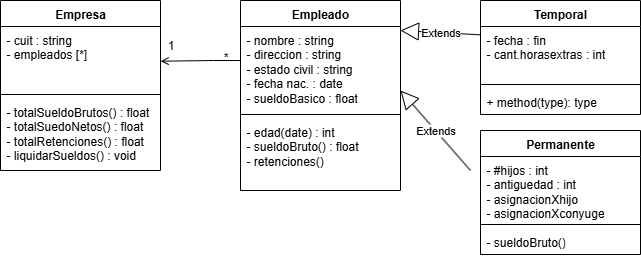 Empresa
- cuit : string
- empleados [*]
- totalSueldoBrutos() : float
- totalSuedoNetos() : float
- totalRetenciones() : float
- liquidarSueldos() : void
1
*
Empleado
- nombre : string
- direccion : string
- estado civil : string
- fecha nac. : date
- sueldoBasico : float
- edad(date) : int
- sueldoBruto() : float
- retenciones()
Extends
Extends
Temporal
- fecha : fin
- cant.horasextras : int
+ method(type): type
Permanente
- #hijos : int
- antiguedad : int
- asignacionXhijo
- asignacionXconyuge
- sueldoBruto()